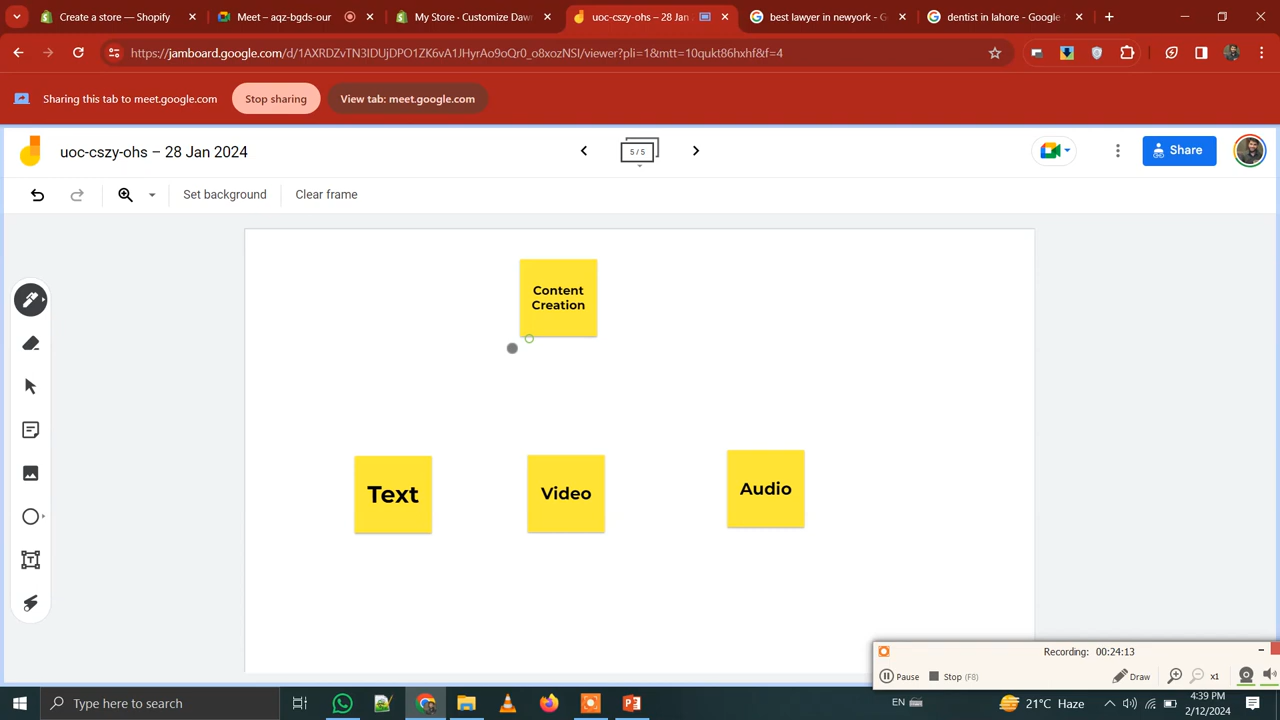 Create a store — Shopify
Meet – aqz-bgds-our
My Store · Customize Dawn
uoc-cszy-ohs – 28 Jan
best lawyer in newyork - G
dentist in lahore - Google
https://jamboard.google.com/d/1AXRDZvTN3IDUjDPO1ZK6vA1JHyrAo9oQr0_o8xozNSI/viewer?pli=1&mtt=10qukt86hxhf&f=4
Sharing this tab to meet.google.com
Stop sharing
View tab: meet.google.com
uoc-cszy-ohs – 28 Jan 2024
5 / 5
Share
Set background
Clear frame
Content
Creation
Text
Video
Audio
Recording: 00:24:13
Pause
Stop (F8)
Draw
x1
Type here to search
21°C Haze
EN
4:39 PM
2/12/2024